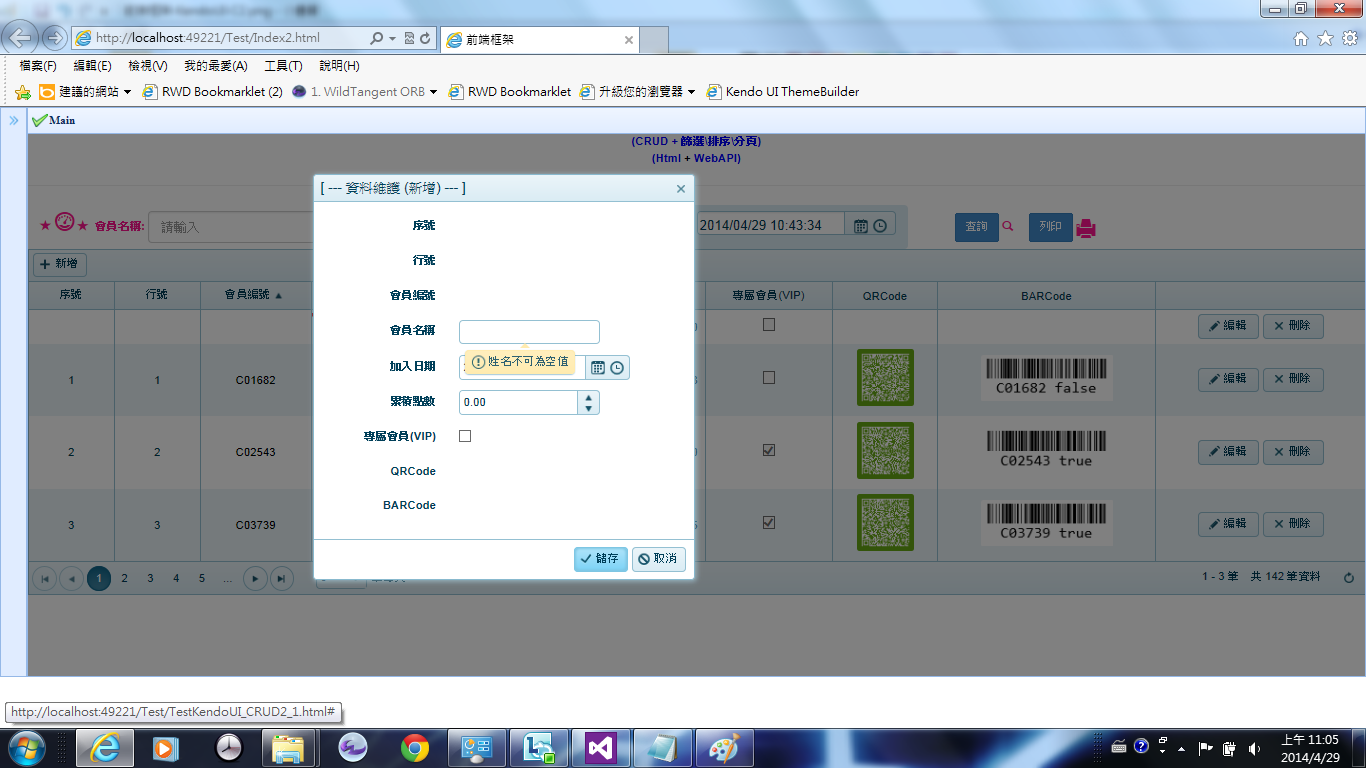 http://localhost:49221/Test/Index2.html
前端框架
檔案(F) 編輯(E) 檢視(V) 我的最愛(A) 工具(T) 說明(H)
建議的網站 RWD Bookmarklet (2) 1. WildTangent ORB RWD Bookmarklet 升級您的瀏覽器 Kendo UI ThemeBuilder
Main
(CRUD + 篩選\排序\分頁)
(Html + WebAPI)
會員名稱: 請輸入 2014/04/29 10:43:34 查詢 列印
新增
序號 行號 會員編號 專屬會員(VIP) QRCode BARCode
編輯 刪除
1 1 C01682 C01682 false 編輯 刪除
2 2 C02543 C02543 true 編輯 刪除
3 3 C03739 C03739 true 編輯 刪除
1 2 3 4 5 ... 1 - 3 筆 共 142 筆資料
[ --- 資料維護 (新增) --- ]
序號
行號
會員編號
會員名稱
姓名不可為空值
加入日期
累積點數 0.00
專屬會員(VIP)
QRCode
BARCode
儲存 取消
http://localhost:49221/Test/TestKendoUI_CRUD2_1.html#
上午 11:05
2014/4/29